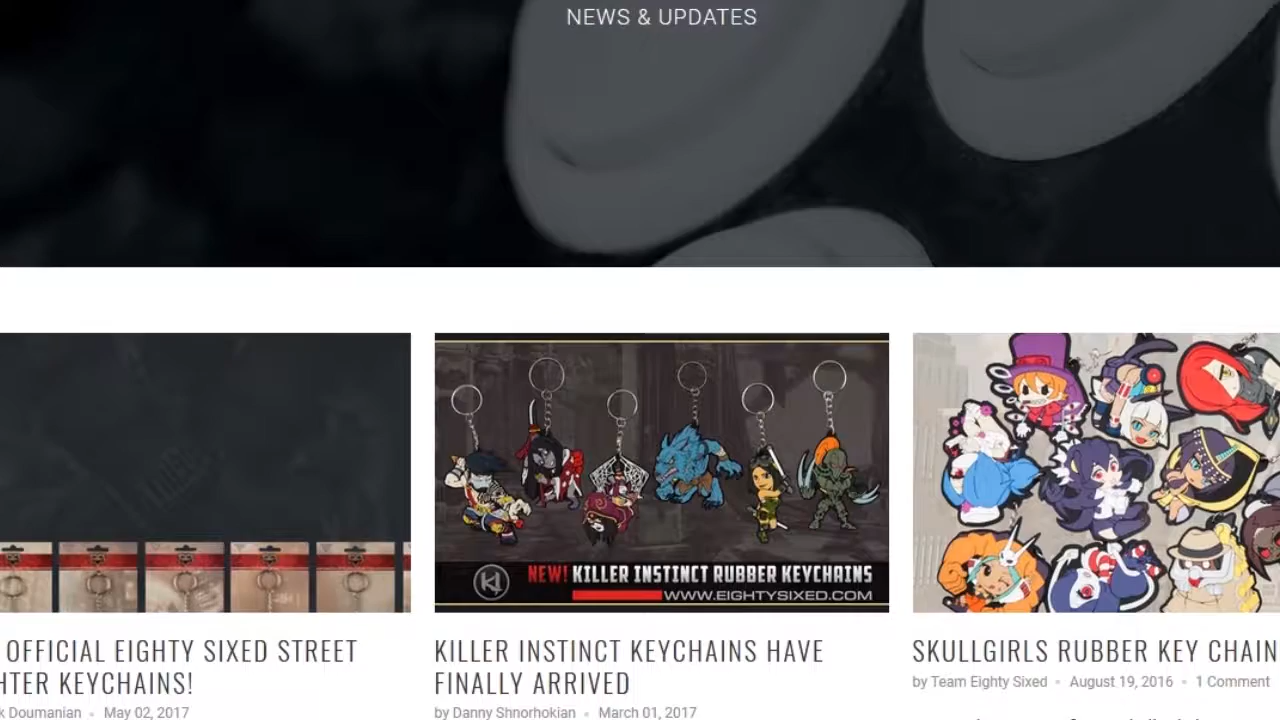 NEWS & UPDATES
NEW! KILLER INSTINCT RUBBER KEYCHAINS
WWW.EIGHTYSIXED.COM
OFFICIAL EIGHTY SIXED STREET
HTER KEYCHAINS!
k Doumanian • May 02, 2017
KILLER INSTINCT KEYCHAINS HAVE
FINALLY ARRIVED
by Danny Shnorhokian • March 01, 2017
SKULLGIRLS RUBBER KEY CHAIN
by Team Eighty Sixed • August 19, 2016 • 1 Comment